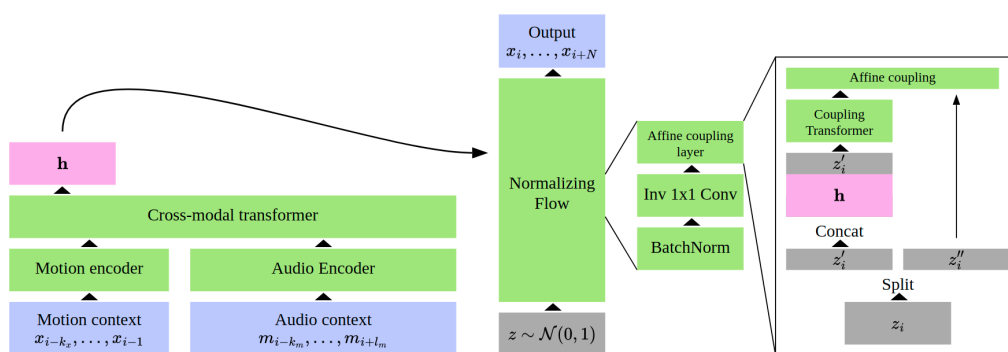 Output
x_i, . . . , x_{i+N}
Affine coupling
Coupling
Transformer
Affine coupling
layer
z'_i
h
h
Normalizing
Flow
Inv 1x1 Conv
Cross-modal transformer
Concat
BatchNorm
Motion encoder
Audio Encoder
z'_i
z''_i
Split
Motion context
x_{i-k_x}, . . . , x_{i-1}
Audio context
m_{i-k_m}, . . . , m_{i+l_m}
z ∼ 𝒩(0, 1)
z_i